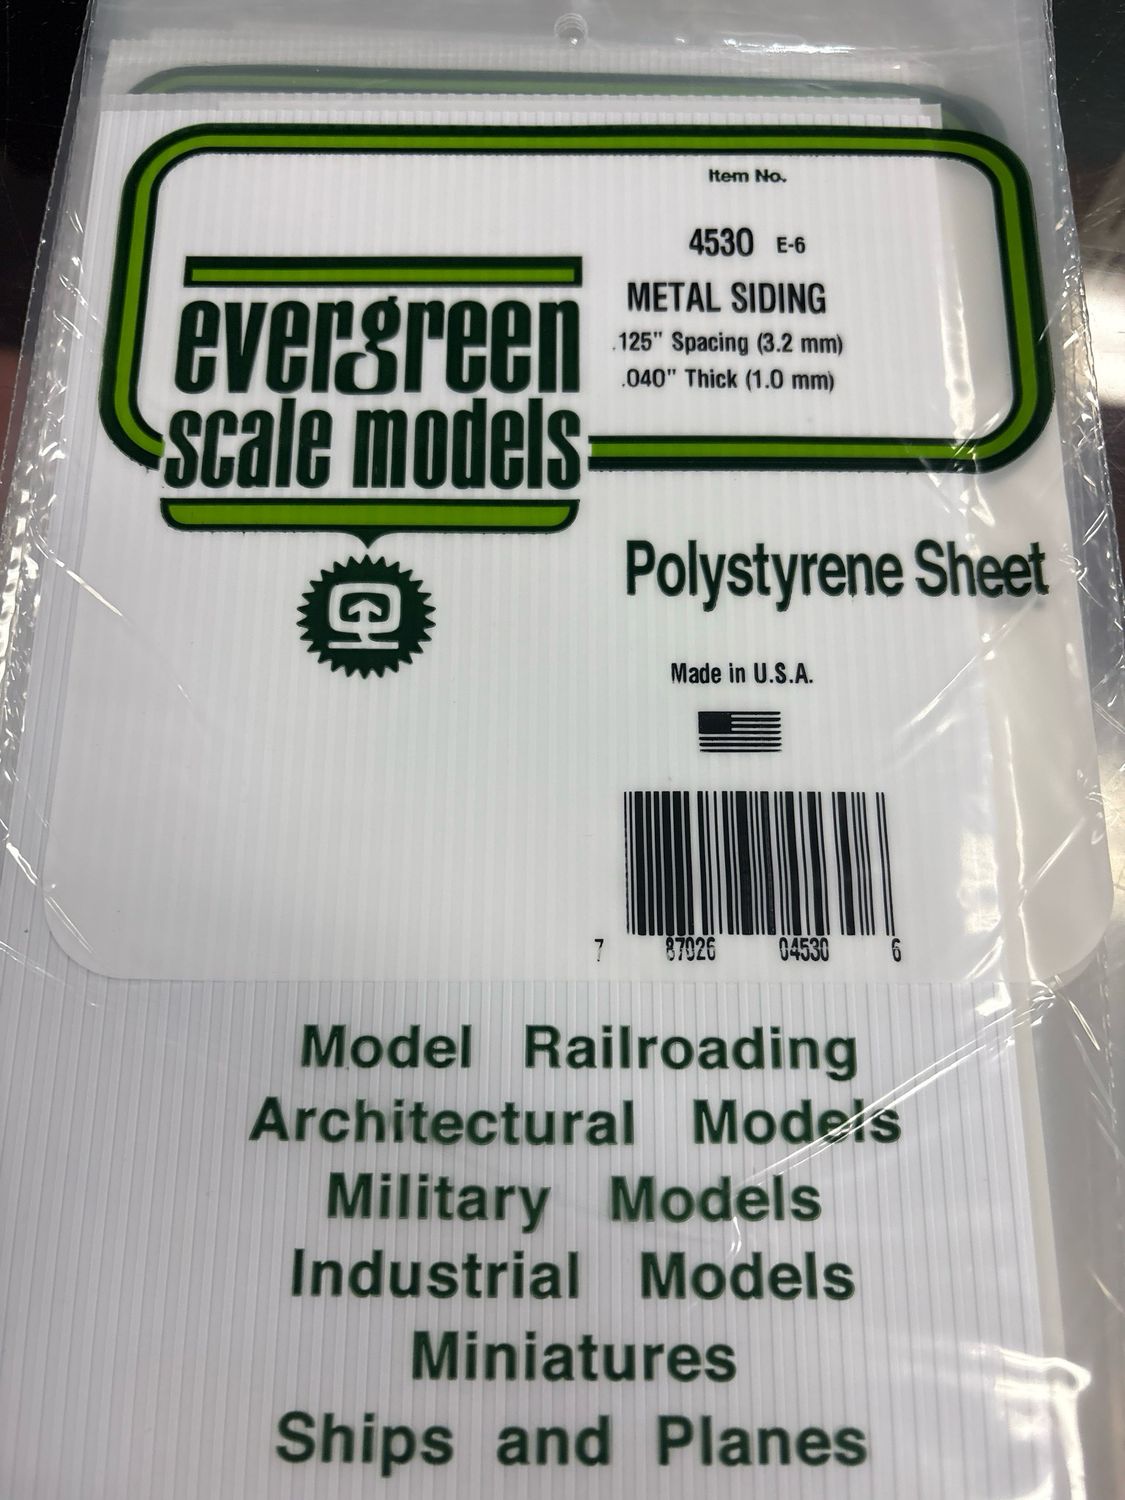 Item No.
4530 E-6
METAL SIDING
.125" Spacing (3.2 mm)
.040" Thick (1.0 mm)
evergreen
scale models
Polystyrene Sheet
Made in U.S.A.
7 87026 04530 6
Model Railroading
Architectural Models
Military Models
Industrial Models
Miniatures
Ships and Planes